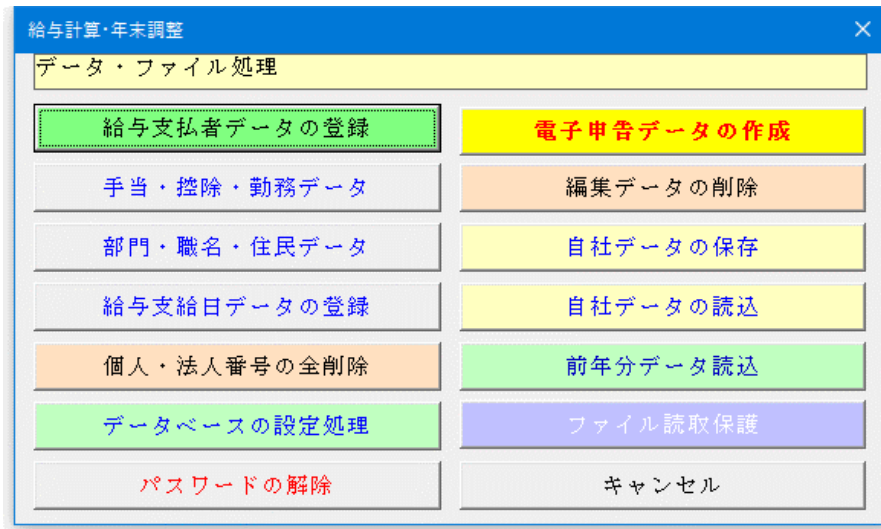 給与計算･年末調整
データ・ファイル処理
給与支払者データの登録
電子申告データの作成
手当・控除・勤務データ
編集データの削除
部門・職名・住民データ
自社データの保存
給与支給日データの登録
自社データの読込
個人・法人番号の全削除
前年分データ読込
データベースの設定処理
ファイル読取保護
パスワードの解除
キャンセル